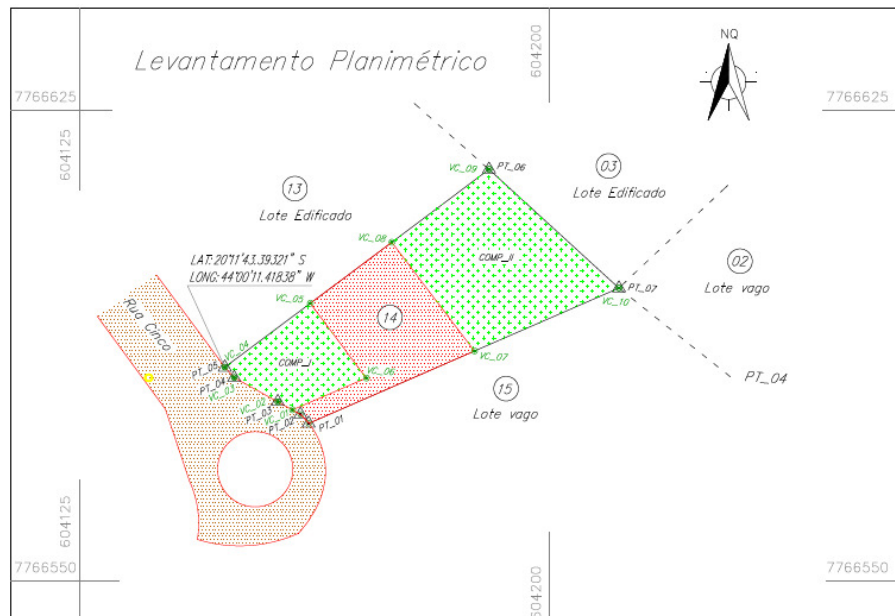 Levantamento Planimétrico
604200
NQ
7766625
7766625
604125
VC_09
PT_06
03
Lote Edificado
13
Lote Edificado
VC_08
COMP_II
02
Lote vago
LAT: 20°11'43.39321" S
LONG: 44°00'11.41838" W
PT_07
VC_10
VC_05
Rua Cinco
14
VC_04
VC_07
PT_05
COMP_I
PT_04
VC_03
VC_06
PT_04
15
Lote vago
VC_02
PT_03
VC_01
PT_02
PT_01
604125
7766550
604200
7766550